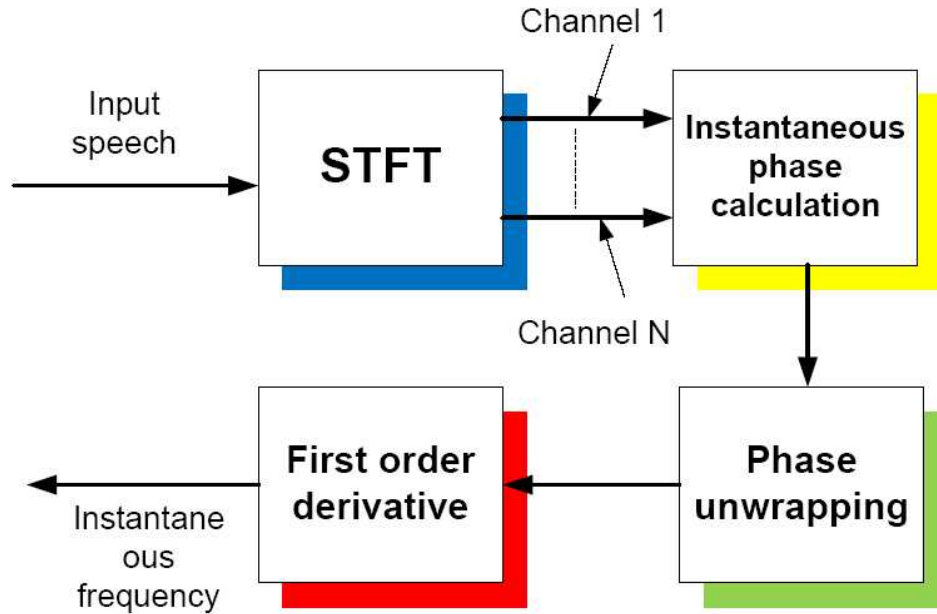 Channel 1
Input
speech
STFT
Instantaneous
phase
calculation
Channel N
First order
derivative
Phase
unwrapping
Instantane
ous
frequency